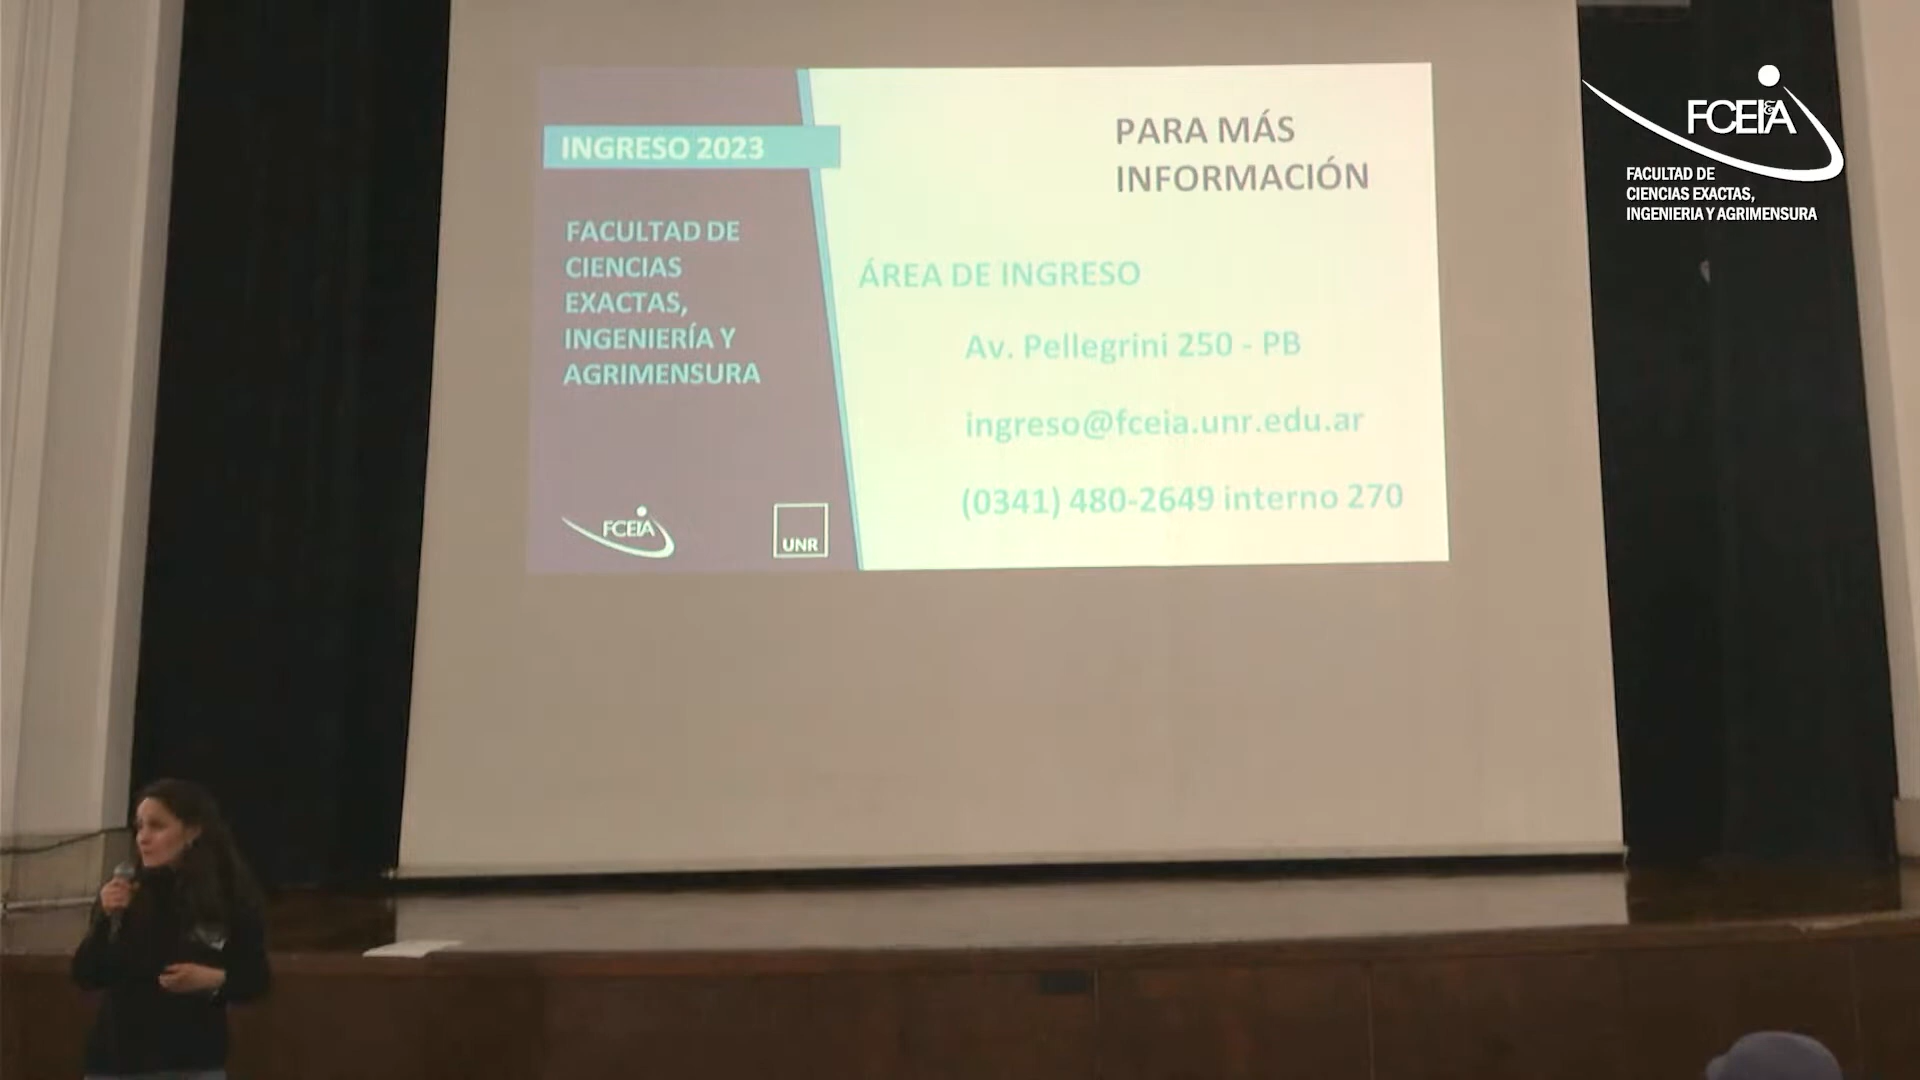 INGRESO 2023
FACULTAD DE
CIENCIAS
EXACTAS,
INGENIERÍA Y
AGRIMENSURA
FCEIA
UNR
PARA MÁS
INFORMACIÓN
ÁREA DE INGRESO
Av. Pellegrini 250 - PB
ingreso@fceia.unr.edu.ar
(0341) 480-2649 interno 270
FCEI&A
FACULTAD DE
CIENCIAS EXACTAS,
INGENIERIA Y AGRIMENSURA